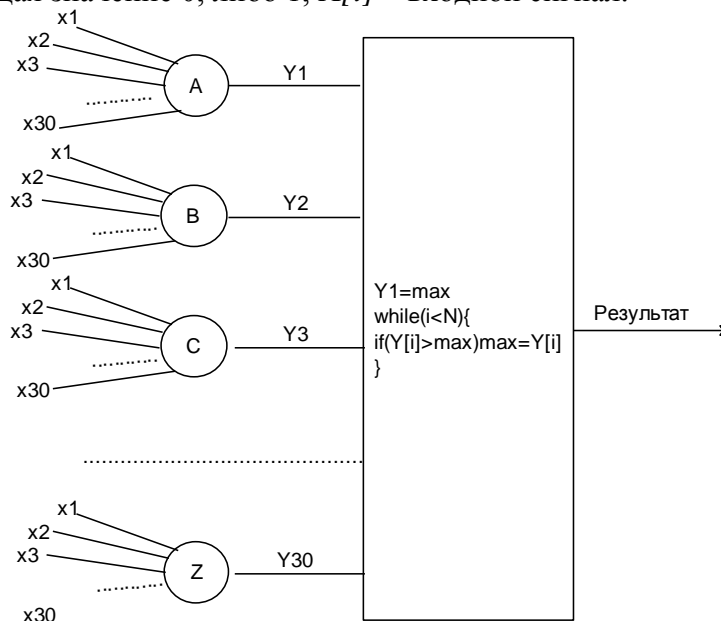 x1
x2
x3
x30
A
Y1
x1
x2
x3
x30
B
Y2
x1
x2
x3
x30
C
Y3
Y1=max
while(i<N){
if(Y[i]>max)max=Y[i]
}
Результат
x1
x2
x3
x30
Z
Y30